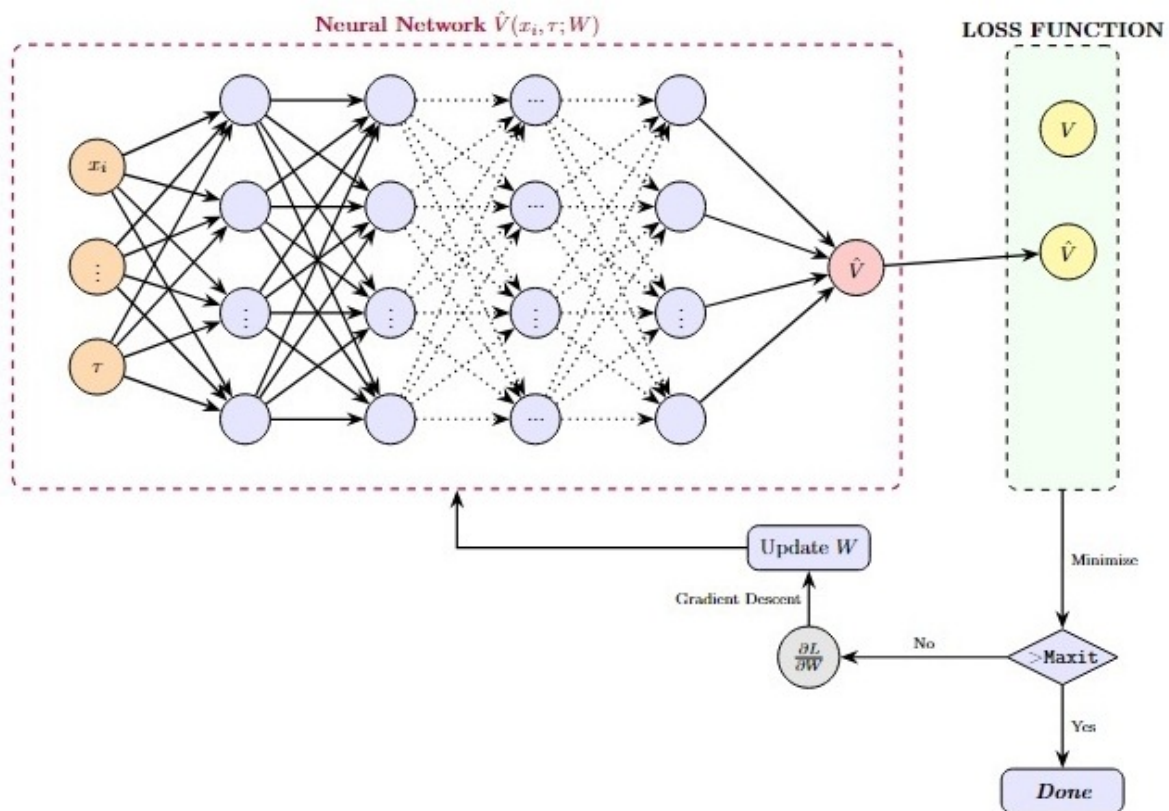 Neural Network V̂(x_i, τ; W)
LOSS FUNCTION
x_i
⋮
τ
⋮
⋮
...
...
⋮
...
⋮
V̂
V
V̂
Minimize
>Maxit
No
∂L/∂W
Gradient Descent
Update W
Yes
Done